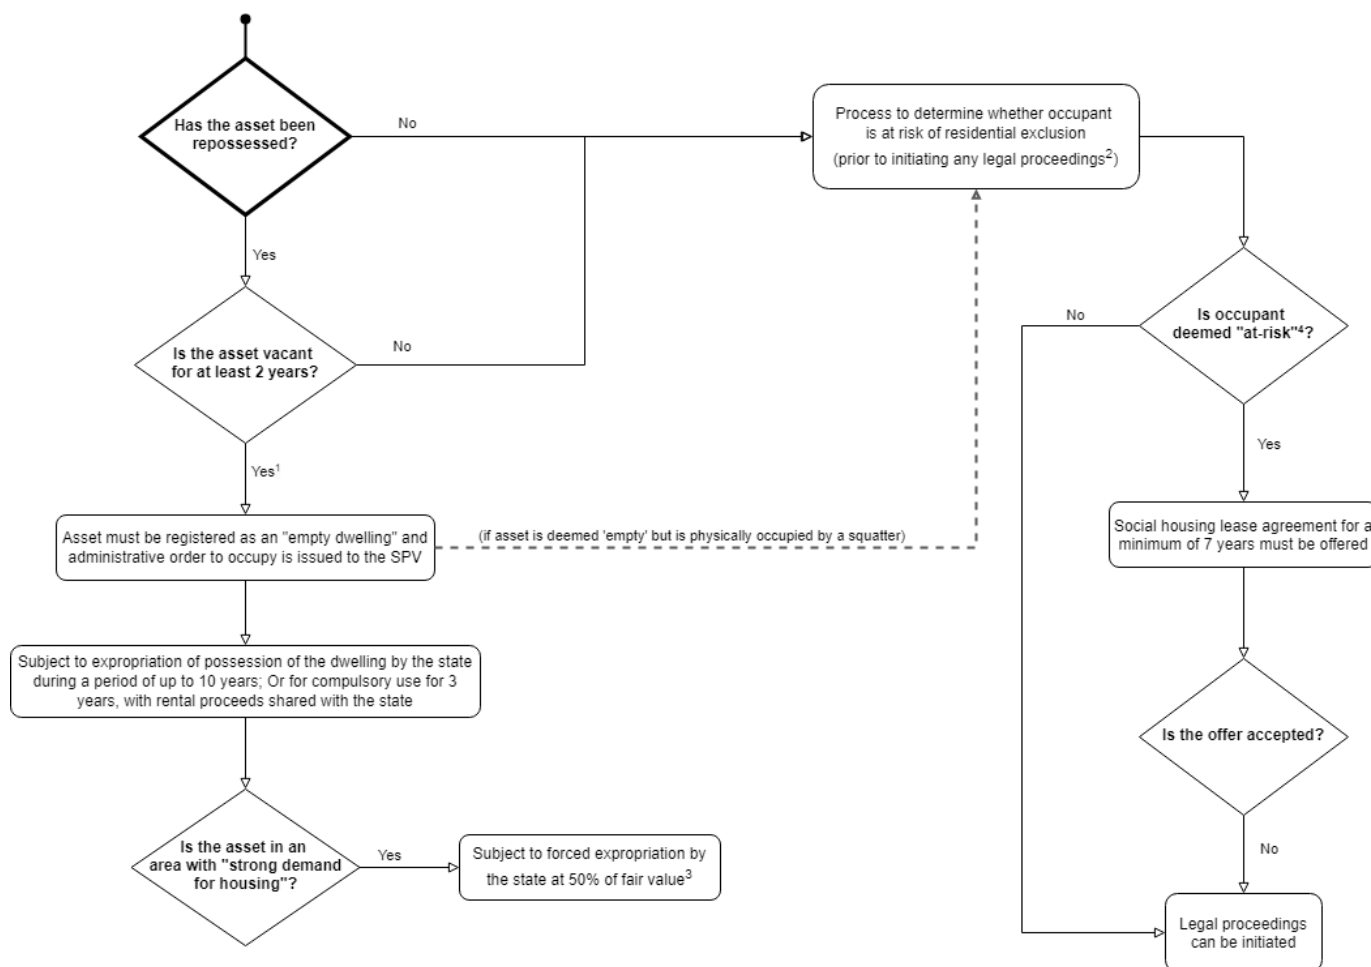 Has the asset been
repossessed?
No
Process to determine whether occupant
is at risk of residential exclusion
(prior to initiating any legal proceedings²)
Yes
Is the asset vacant
for at least 2 years?
No
Is occupant
deemed "at-risk"⁴?
No
Yes
Yes¹
Asset must be registered as an "empty dwelling" and
administrative order to occupy is issued to the SPV
(if asset is deemed 'empty' but is physically occupied by a squatter)
Social housing lease agreement for a
minimum of 7 years must be offered
Subject to expropriation of possession of the dwelling by the state
during a period of up to 10 years; Or for compulsory use for 3
years, with rental proceeds shared with the state
Is the offer accepted?
No
Is the asset in an
area with "strong demand
for housing"?
Yes
Subject to forced expropriation by
the state at 50% of fair value³
Legal proceedings
can be initiated